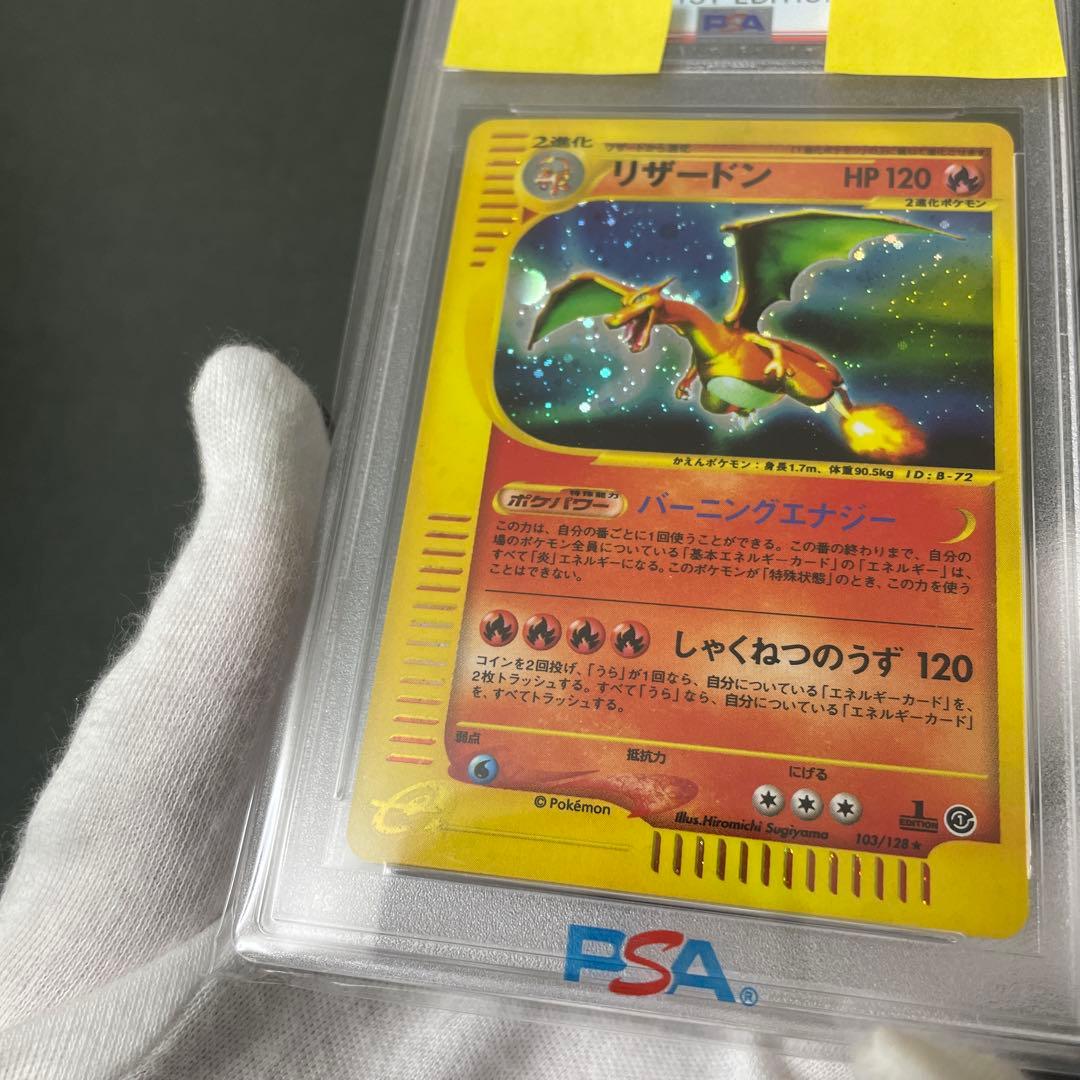 1ST EDITION
PSA
2進化
リザードから進化
リザードン
HP 120
2進化ポケモン
かえんポケモン：身長1.7m、体重90.5kg ID:B-72
特殊能力
ポケパワー
バーニングエナジー
この力は、自分の番ごとに1回使うことができる。この番の終わりまで、自分の
場のポケモン全員についている「基本エネルギーカード」の「エネルギー」は、
すべて「炎」エネルギーになる。このポケモンが「特殊状態」のとき、この力を使う
ことはできない。
しゃくねつのうず 120
コインを2回投げ、「うら」が1回なら、自分についている「エネルギーカード」を、
2枚トラッシュする。すべて「うら」なら、自分についている「エネルギーカード」
を、すべてトラッシュする。
弱点
抵抗力
にげる
© Pokémon
Illus.Hiromichi Sugiyama
1
EDITION
103/128★
PSA®